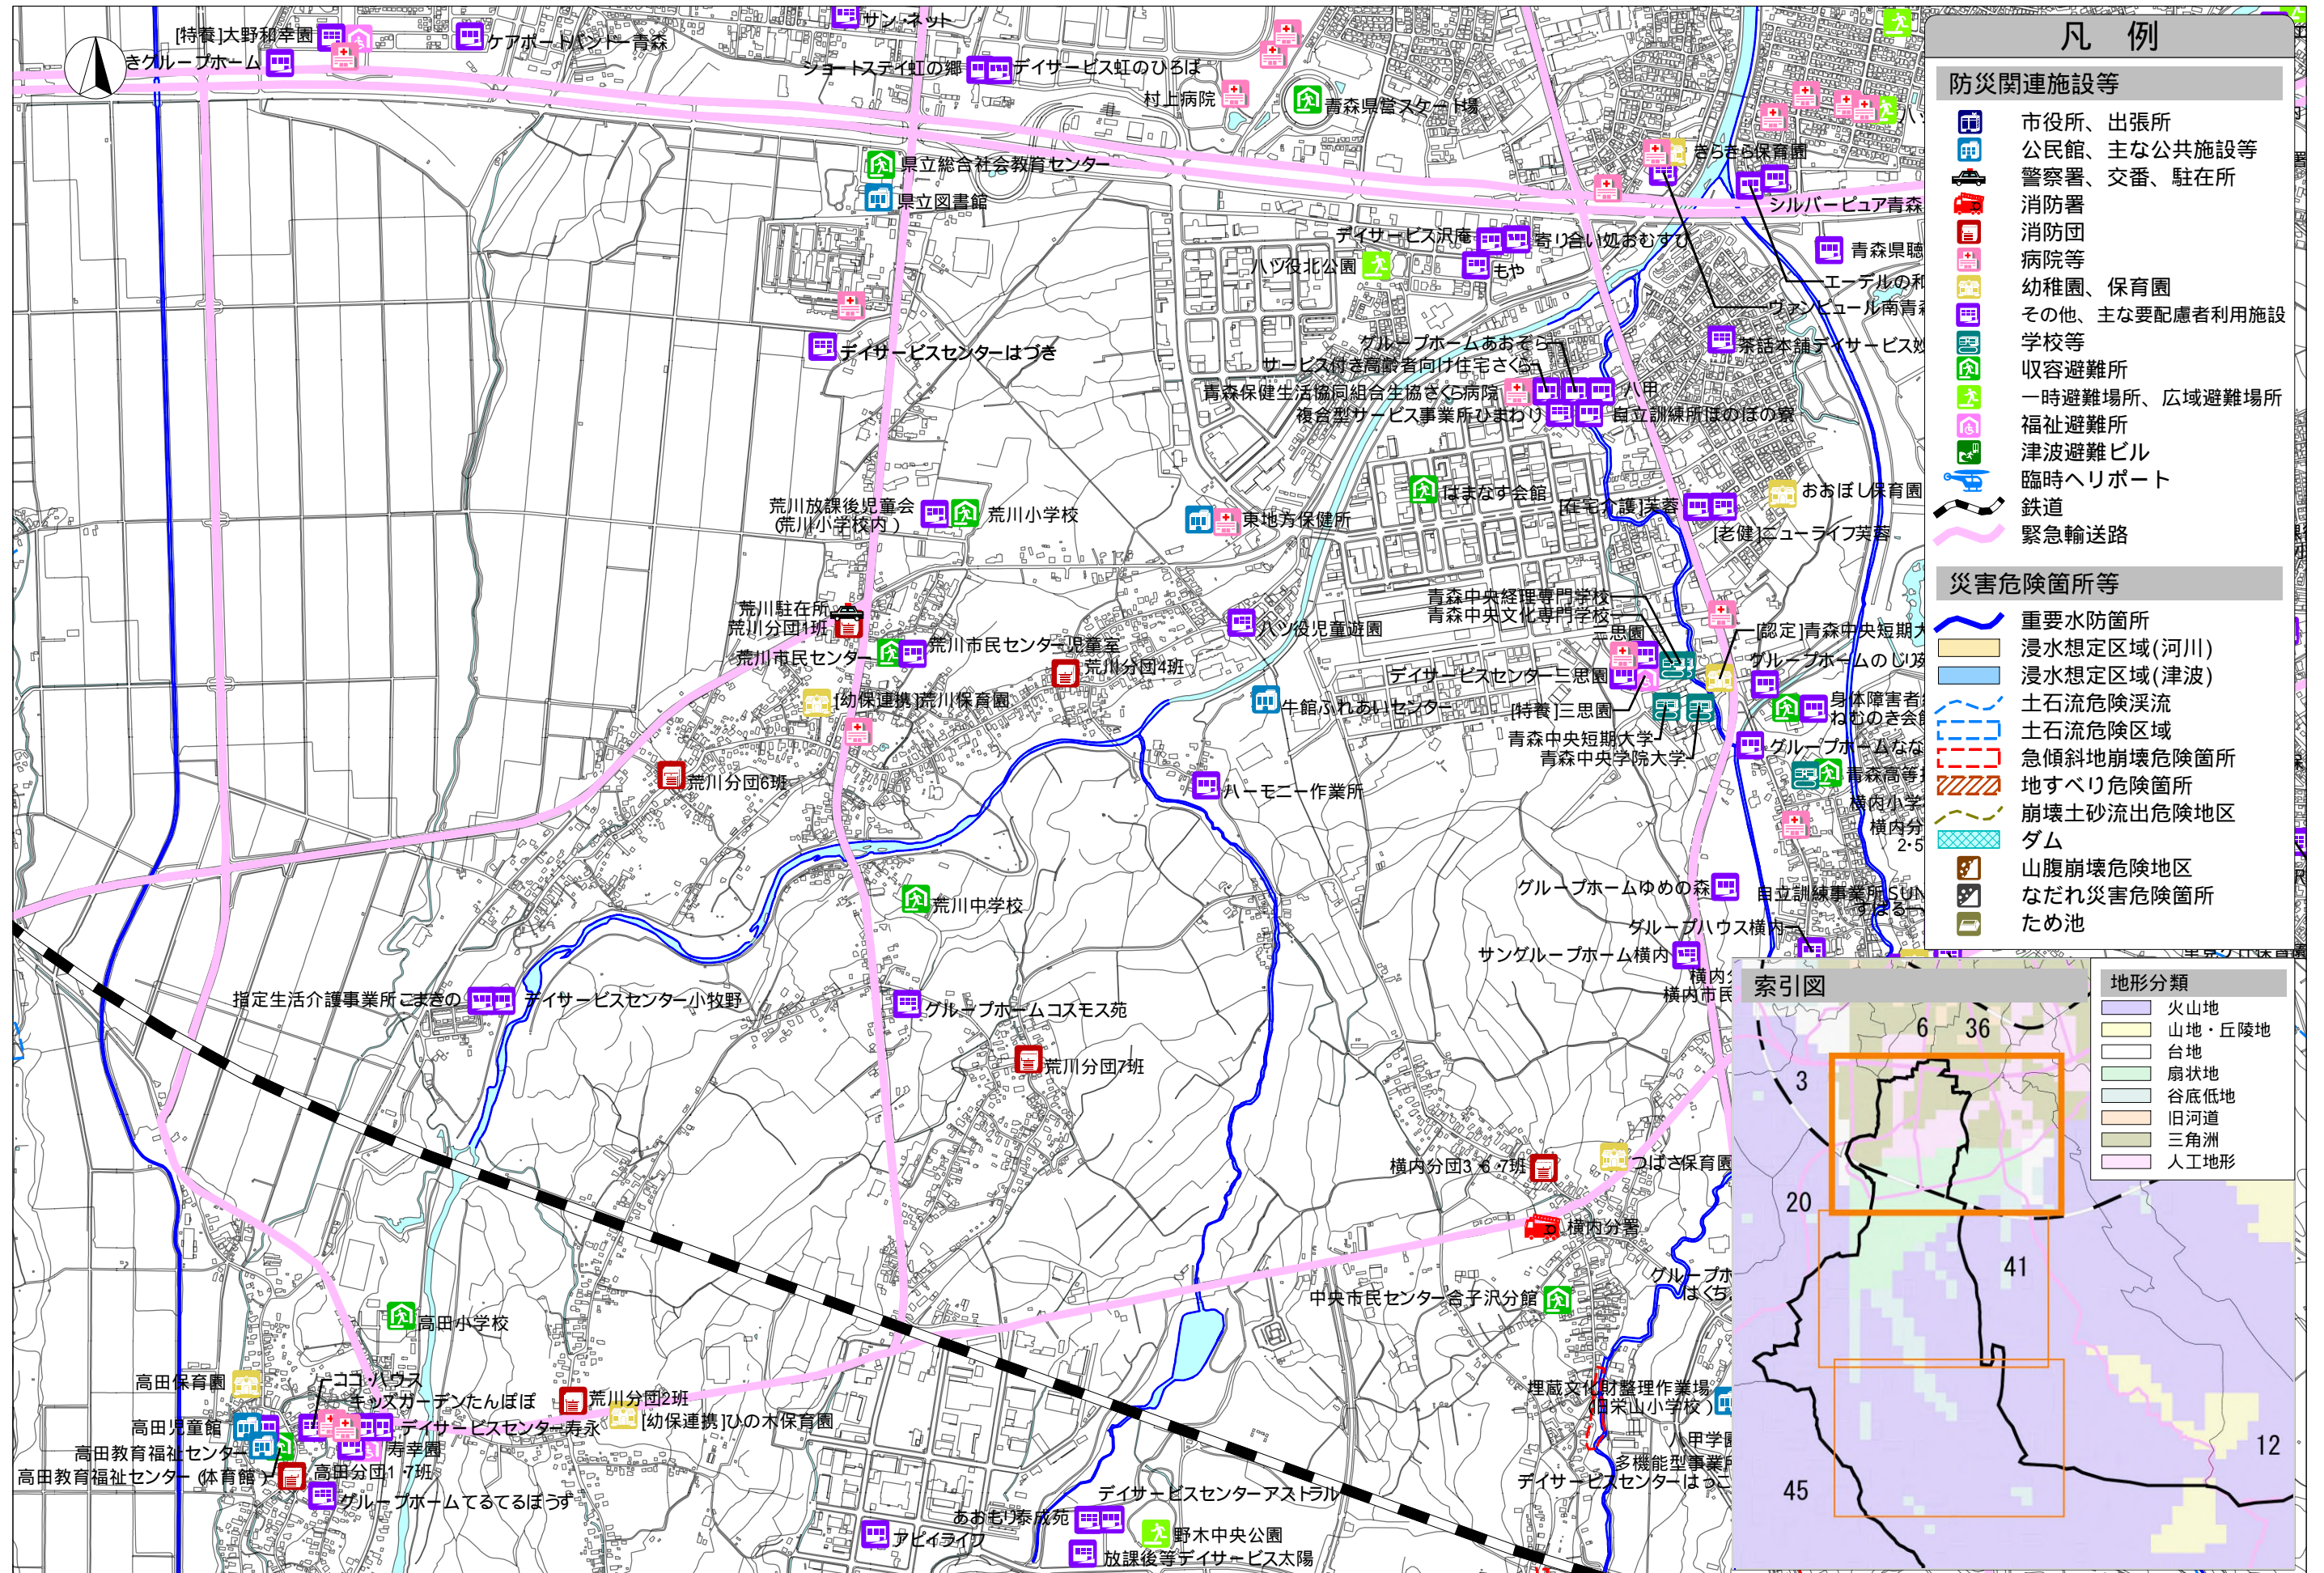 [特養]大野和幸園
きグループホーム
ケアポートバントー青森
サン・ネット
ショートステイ虹の郷
デイサービス虹のひろば
村上病院
青森県営スケート場
県立総合社会教育センター
県立図書館
きらきら保育園
シルバーピュア青森
デイサービス沢庵
寄り合い処おむすび
八ツ役北公園
もや
青森県聴
エーデルの和
ヴァンピュール南青森
デイサービスセンターはづき
グループホームあおぞら
サービス付き高齢者向け住宅さくら
茶話本舗デイサービス妙
青森保健生活協同組合生協さくら病院
八甲
複合型サービス事業所ひまわり
自立訓練所ほのぼの寮
はまなす会館
おおぼし保育園
荒川放課後児童会
(荒川小学校内)
荒川小学校
東地方保健所
[在宅介護]芙蓉
[老健]ニューライフ芙蓉
荒川駐在所
荒川分団1班
青森中央経理専門学校
青森中央文化専門学校
八ツ役児童遊園
三思園
[認定]青森中央短期大
荒川市民センター
荒川市民センター児童室
荒川分団4班
グループホームのじり苑
デイサービスセンター三思園
[幼保連携]荒川保育園
牛館ふれあいセンター
[特養]三思園
身体障害者
ねむのき会館
青森中央短期大学
青森中央学院大学
グループホームなな
荒川分団6班
ハーモニー作業所
青森高等技
横内小学
横内分
2・5
荒川中学校
グループホームゆめの森
自立訓練事業所SUN
すばる
グループハウス横内
サングループホーム横内
横内分
横内市民
指定生活介護事業所こまきの
デイサービスセンター小牧野
グループホームコスモス苑
荒川分団7班
横内分団3・6・7班
つばさ保育園
横内分署
グループホ
はくち
中央市民センター合子沢分館
高田小学校
高田保育園
ココ・ハウス
キッズガーデンたんぽぽ
荒川分団2班
[幼保連携]ひの木保育園
埋蔵文化財整理作業場
(旧栄山小学校)
高田児童館
デイサービスセンター寿永
高田教育福祉センター
寿幸園
高田教育福祉センター(体育館)
高田分団1・7班
八甲学園
多機能型事業所
デイサービスセンターはっこ
グループホームてるてるぼうず
デイサービスセンターアストラル
あおもり泰成苑
アピイライフ
野木中央公園
放課後等デイサービス太陽
凡 例
防災関連施設等
市役所、出張所
公民館、主な公共施設等
警察署、交番、駐在所
消防署
消防団
病院等
幼稚園、保育園
その他、主な要配慮者利用施設
学校等
収容避難所
一時避難場所、広域避難場所
福祉避難所
津波避難ビル
臨時ヘリポート
鉄道
緊急輸送路
災害危険箇所等
重要水防箇所
浸水想定区域(河川)
浸水想定区域(津波)
土石流危険渓流
土石流危険区域
急傾斜地崩壊危険箇所
地すべり危険箇所
崩壊土砂流出危険地区
ダム
山腹崩壊危険地区
なだれ災害危険箇所
ため池
索引図
6
36
3
20
41
12
45
地形分類
火山地
山地・丘陵地
台地
扇状地
谷底低地
旧河道
三角洲
人工地形